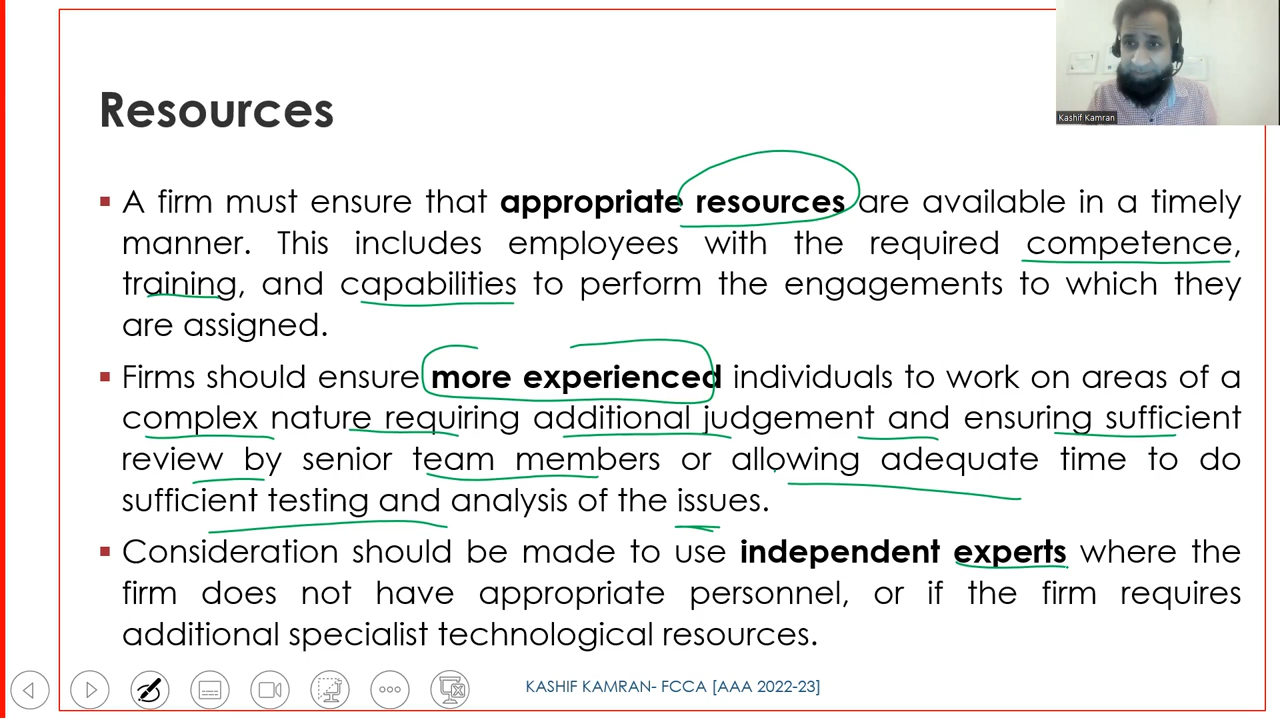 Kashif Kamran
Resources
▪ A firm must ensure that appropriate resources are available in a timely
manner. This includes employees with the required competence,
training, and capabilities to perform the engagements to which they
are assigned.
▪ Firms should ensure more experienced individuals to work on areas of a
complex nature requiring additional judgement and ensuring sufficient
review by senior team members or allowing adequate time to do
sufficient testing and analysis of the issues.
▪ Consideration should be made to use independent experts where the
firm does not have appropriate personnel, or if the firm requires
additional specialist technological resources.
KASHIF KAMRAN- FCCA [AAA 2022-23]